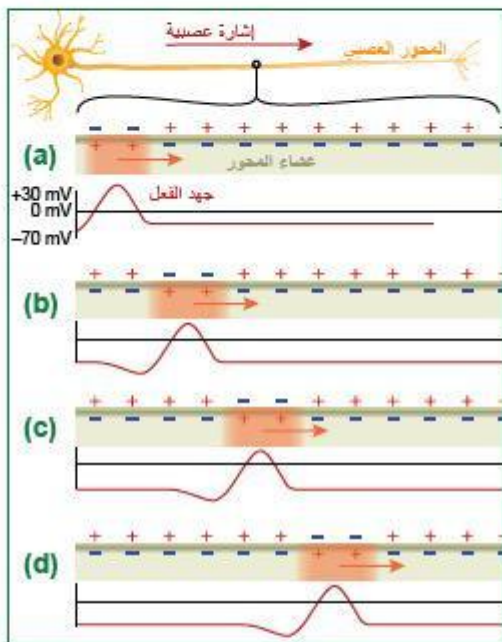 إشارة عصبية
المحور العصبي
− − + + + + + + + + + −
(a)
+ + − − − − − − − − − −
غشاء المحور
+30 mV
0 mV
−70 mV
جهد الفعل
+ + − − + + + + + + + +
(b)
− − + + − − − − − − − −
+ + + + − − + + + + + +
(c)
− − − − + + − − − − − −
+ + + + + + − − + + + +
(d)
− − − − − − + + − − − −